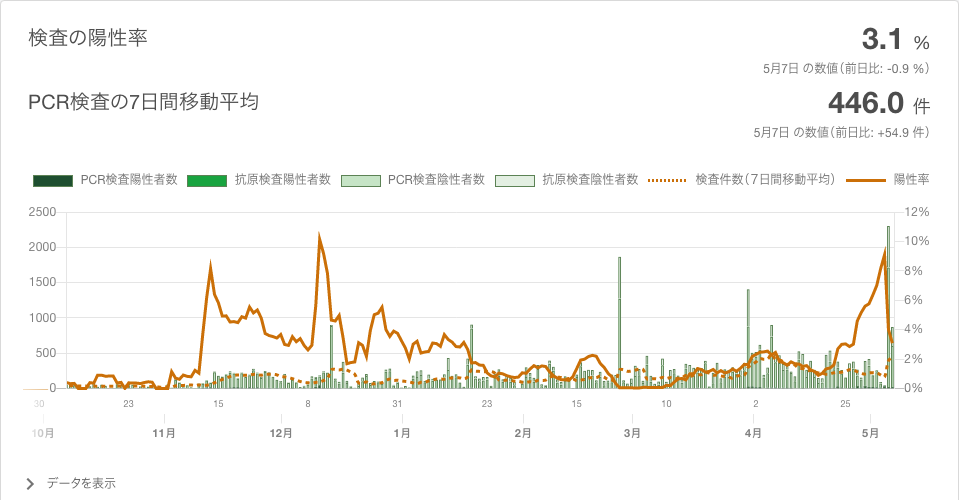 検査の陽性率
3.1 %
5月7日 の数値（前日比: -0.9 %）
PCR検査の7日間移動平均
446.0 件
5月7日 の数値（前日比: +54.9 件）
PCR検査陽性者数 抗原検査陽性者数 PCR検査陰性者数 抗原検査陰性者数 検査件数（7日間移動平均） 陽性率
2500 12%
2000 10%
1500 8%
1000 6%
500 4%
0 2%
0%
30 23 15 8 31 23 15 10 2 25
10月 11月 12月 1月 2月 3月 4月 5月
データを表示